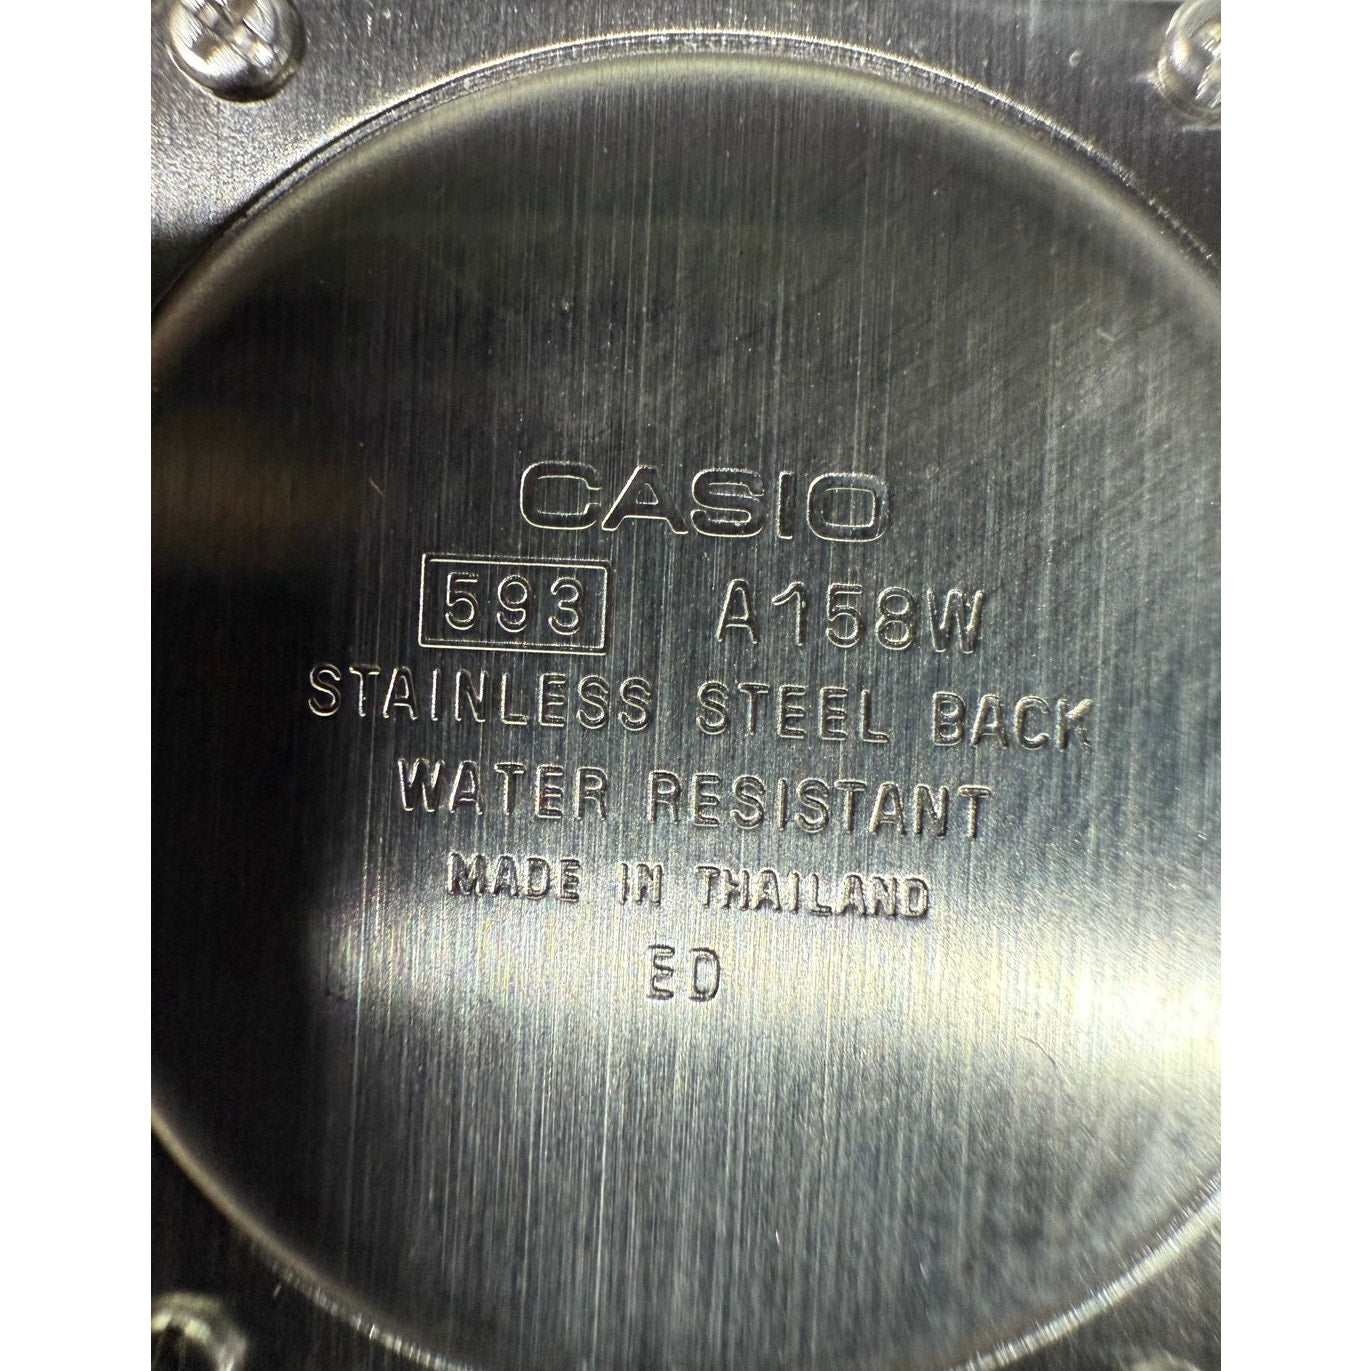 CASIO
593 A158W
STAINLESS STEEL BACK
WATER RESISTANT
MADE IN THAILAND
ED